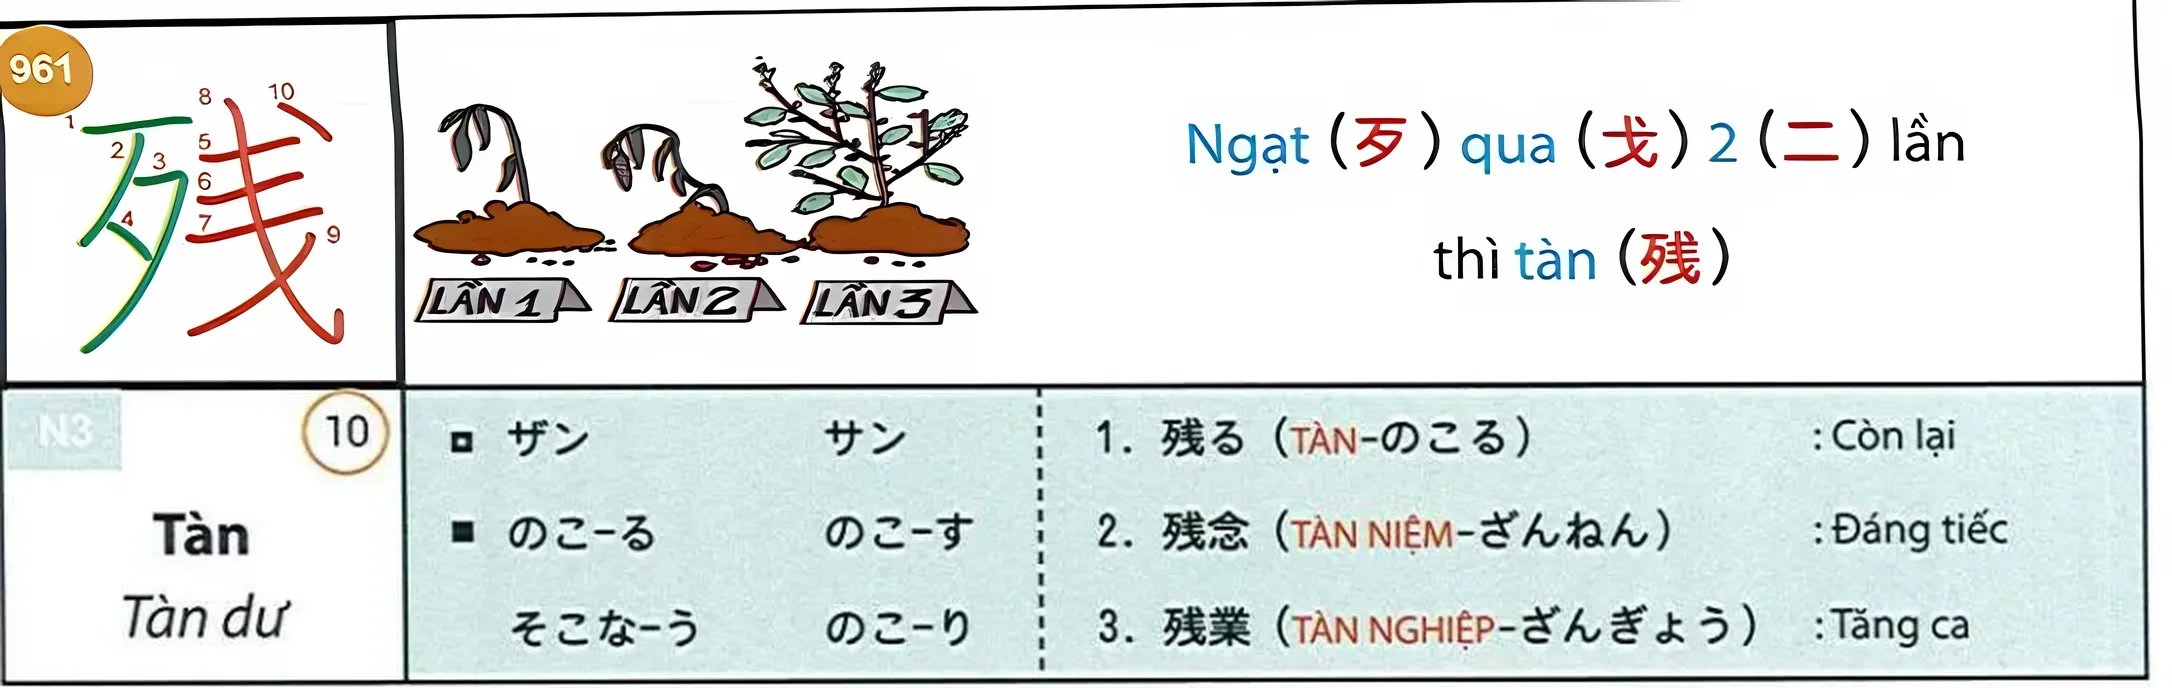 961
残
1
2
3
4
5
6
7
8
9
10
LẦN 1
LẦN 2
LẦN 3
Ngạt (歹) qua (戈) 2 (二) lần
thì tàn (残)
N3
10
Tàn
Tàn dư
ザン サン
のこ-る のこ-す
そこな-う のこ-り
1. 残る (TÀN-のこる) : Còn lại
2. 残念 (TÀN NIỆM-ざんねん) : Đáng tiếc
3. 残業 (TÀN NGHIỆP-ざんぎょう) : Tăng ca